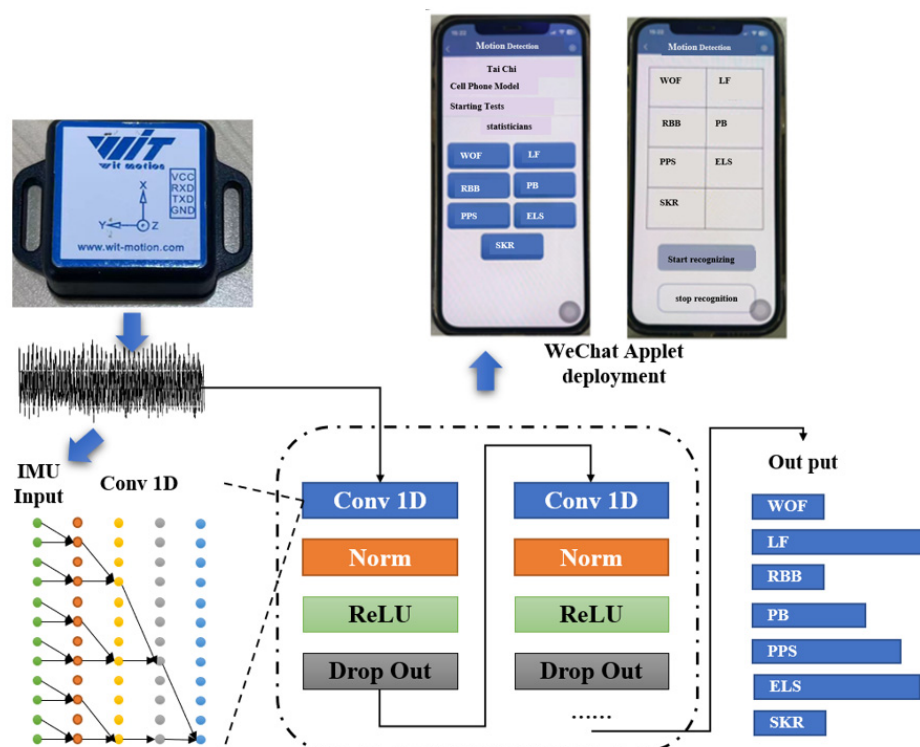 WIT
wit motion
VCC
RXD
TXD
GND
X
Y
Z
www.wit-motion.com
Motion Detection
Tai Chi
Cell Phone Model
Starting Tests
statisticians
WOF
LF
RBB
PB
PPS
ELS
SKR
Motion Detection
WOF
LF
RBB
PB
PPS
ELS
SKR
Start recognizing
stop recognition
WeChat Applet
deployment
IMU
Input
Conv 1D
Conv 1D
Norm
ReLU
Drop Out
Conv 1D
Norm
ReLU
Drop Out
......
Out put
WOF
LF
RBB
PB
PPS
ELS
SKR